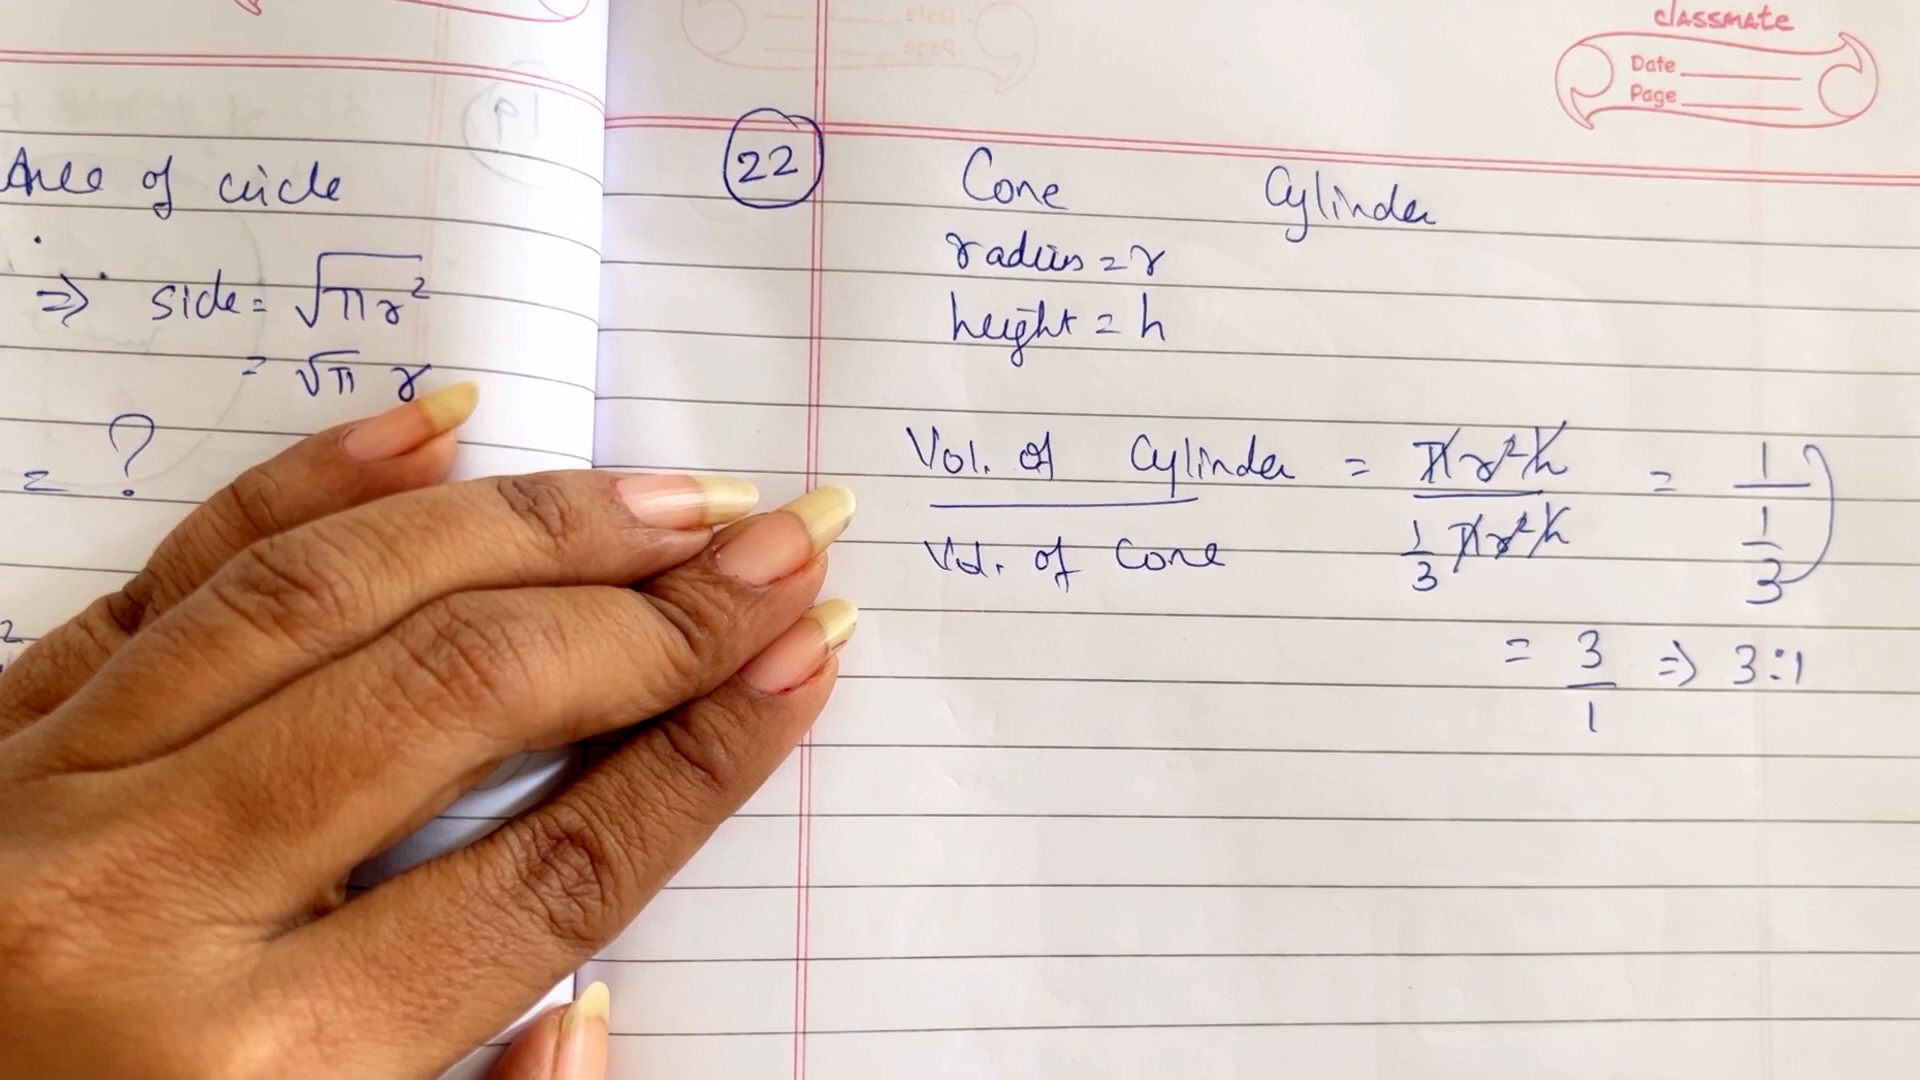 Area of circle
⇒ side = √πr²
= √π r
= ?
2
classmate
Date
Page
22
Cone Cylinder
radius = r
height = h
Vol. of Cylinder = πr²h = 1
Vol. of Cone 1/3 πr²h 1/3
= 3/1 ⇒ 3:1